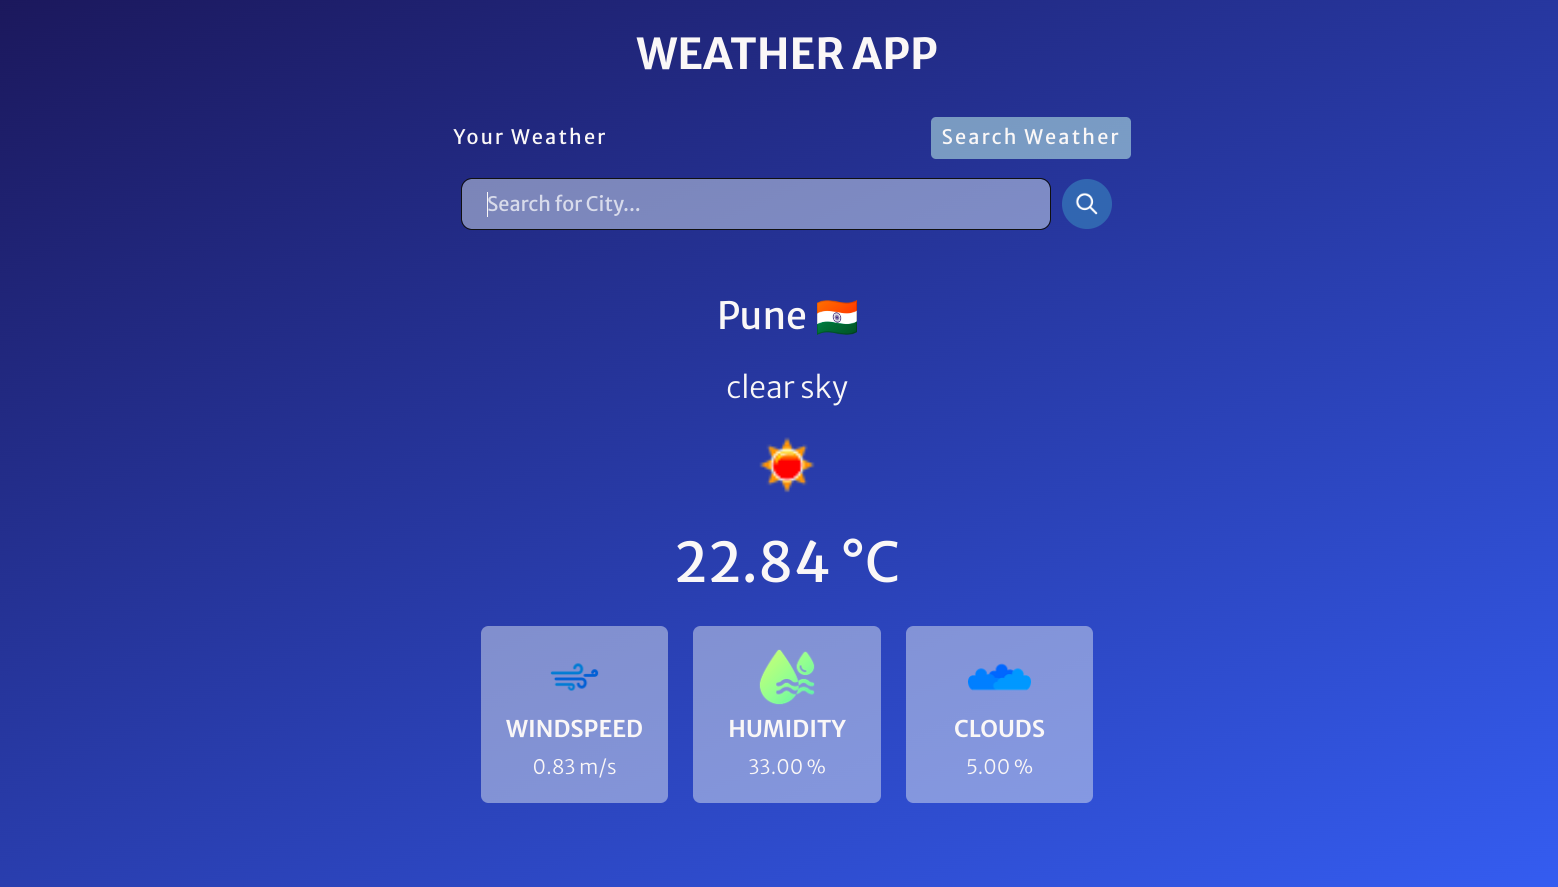 WEATHER APP
Your Weather
Search Weather
Search for City...
Pune
clear sky
22.84 °C
WINDSPEED
0.83 m/s
HUMIDITY
33.00 %
CLOUDS
5.00 %